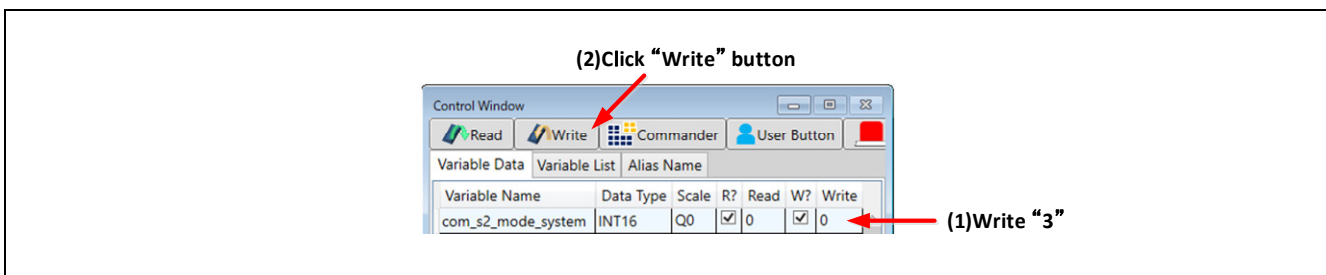 (2)Click “Write” button
Control Window
Read Write Commander User Button
Variable Data Variable List Alias Name
Variable Name Data Type Scale R? Read W? Write
com_s2_mode_system INT16 Q0 0 0
(1)Write “3”